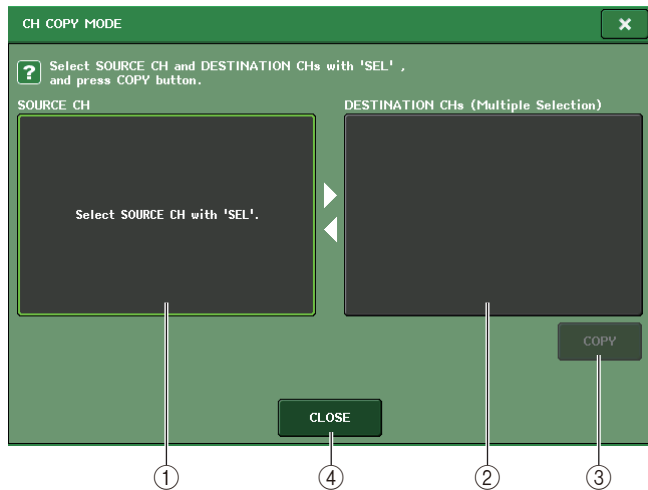 CH COPY MODE
×
? Select SOURCE CH and DESTINATION CHs with 'SEL' ,
and press COPY button.
SOURCE CH
DESTINATION CHs (Multiple Selection)
Select SOURCE CH with 'SEL'.
COPY
CLOSE
① ④ ② ③